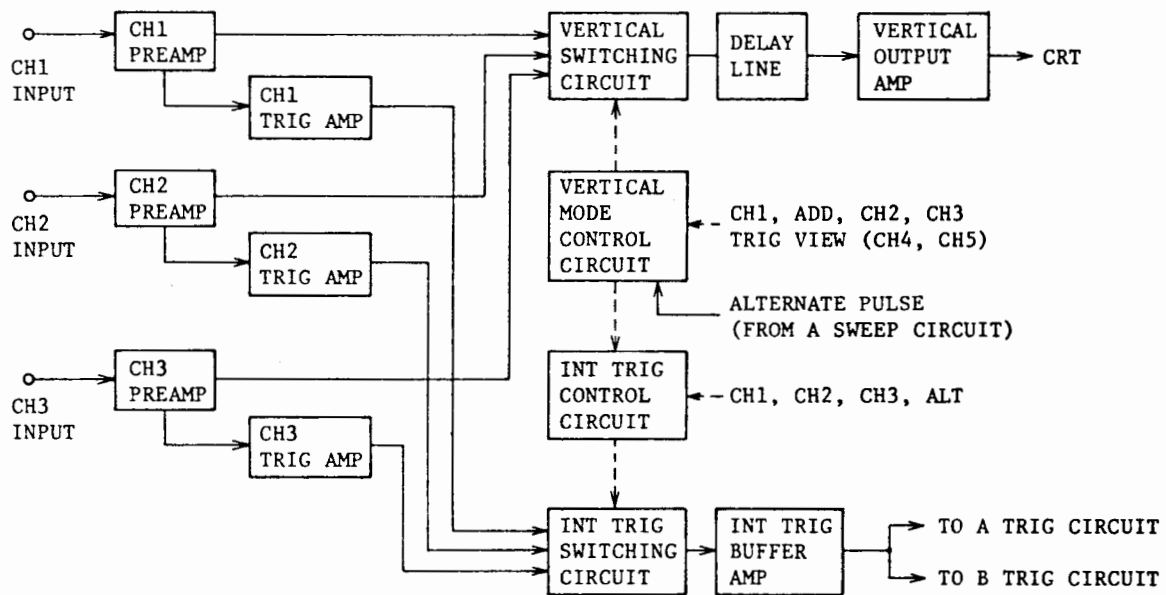 CH1
PREAMP
CH1
INPUT
CH1
TRIG AMP
CH2
PREAMP
CH2
INPUT
CH2
TRIG AMP
CH3
PREAMP
CH3
INPUT
CH3
TRIG AMP
VERTICAL
SWITCHING
CIRCUIT
DELAY
LINE
VERTICAL
OUTPUT
AMP
CRT
VERTICAL
MODE
CONTROL
CIRCUIT
CH1, ADD, CH2, CH3
TRIG VIEW (CH4, CH5)
ALTERNATE PULSE
(FROM A SWEEP CIRCUIT)
INT TRIG
CONTROL
CIRCUIT
CH1, CH2, CH3, ALT
INT TRIG
SWITCHING
CIRCUIT
INT TRIG
BUFFER
AMP
TO A TRIG CIRCUIT
TO B TRIG CIRCUIT